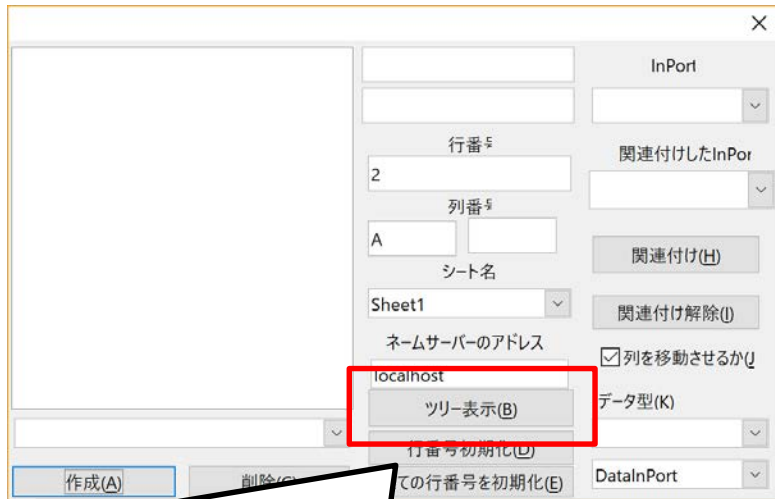 InPort
行番
関連付けしたInPor
2
列番
A
関連付け(H)
シート名
Sheet1
関連付け解除(I)
ネームサーバーのアドレス
列を移動させるか(J
localhost
ツリー表示(B)
データ型(K)
行番号初期化(D)
作成(A)
削除
ての行番号を初期化(E)
DataInPort